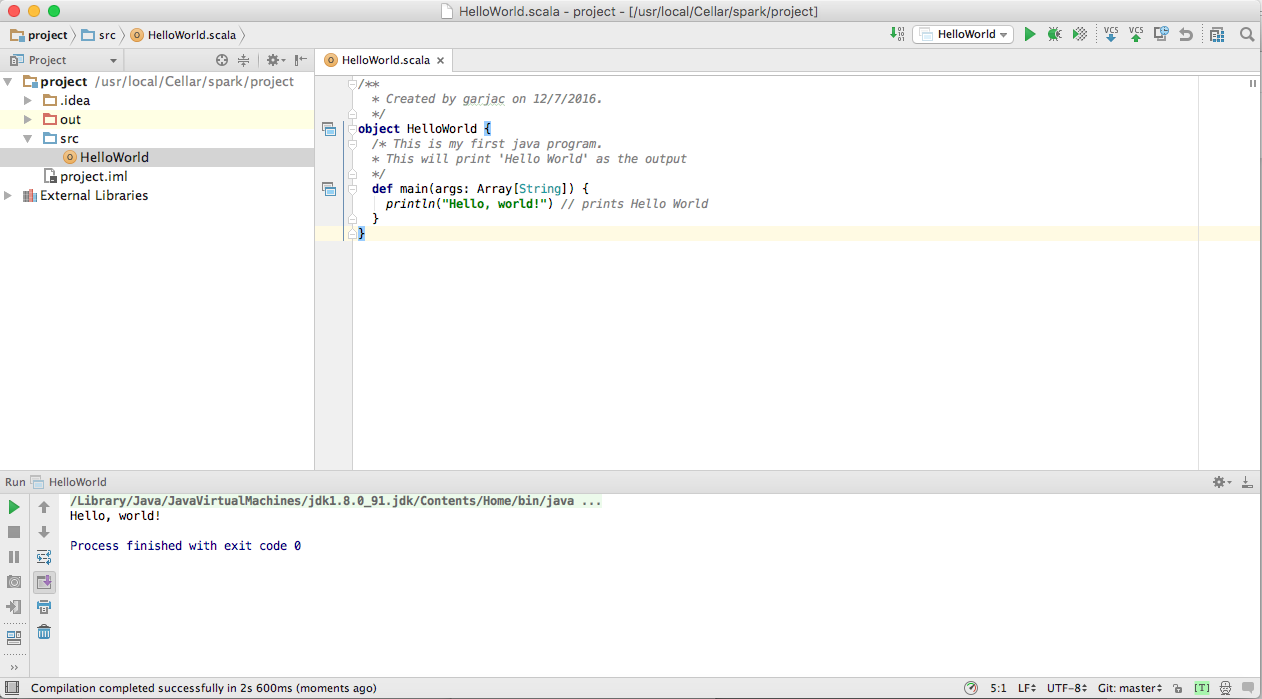 HelloWorld.scala - project - [/usr/local/Cellar/spark/project]
project src HelloWorld.scala HelloWorld VCS VCS
Project HelloWorld.scala
project /usr/local/Cellar/spark/project
.idea
out
src
HelloWorld
project.iml
External Libraries
/**
* Created by garjac on 12/7/2016.
*/
object HelloWorld {
/* This is my first java program.
* This will print 'Hello World' as the output
*/
def main(args: Array[String]) {
println("Hello, world!") // prints Hello World
}
}
Run HelloWorld
/Library/Java/JavaVirtualMachines/jdk1.8.0_91.jdk/Contents/Home/bin/java ...
Hello, world!
Process finished with exit code 0
Compilation completed successfully in 2s 600ms (moments ago) 5:1 LF UTF-8 Git: master [T]